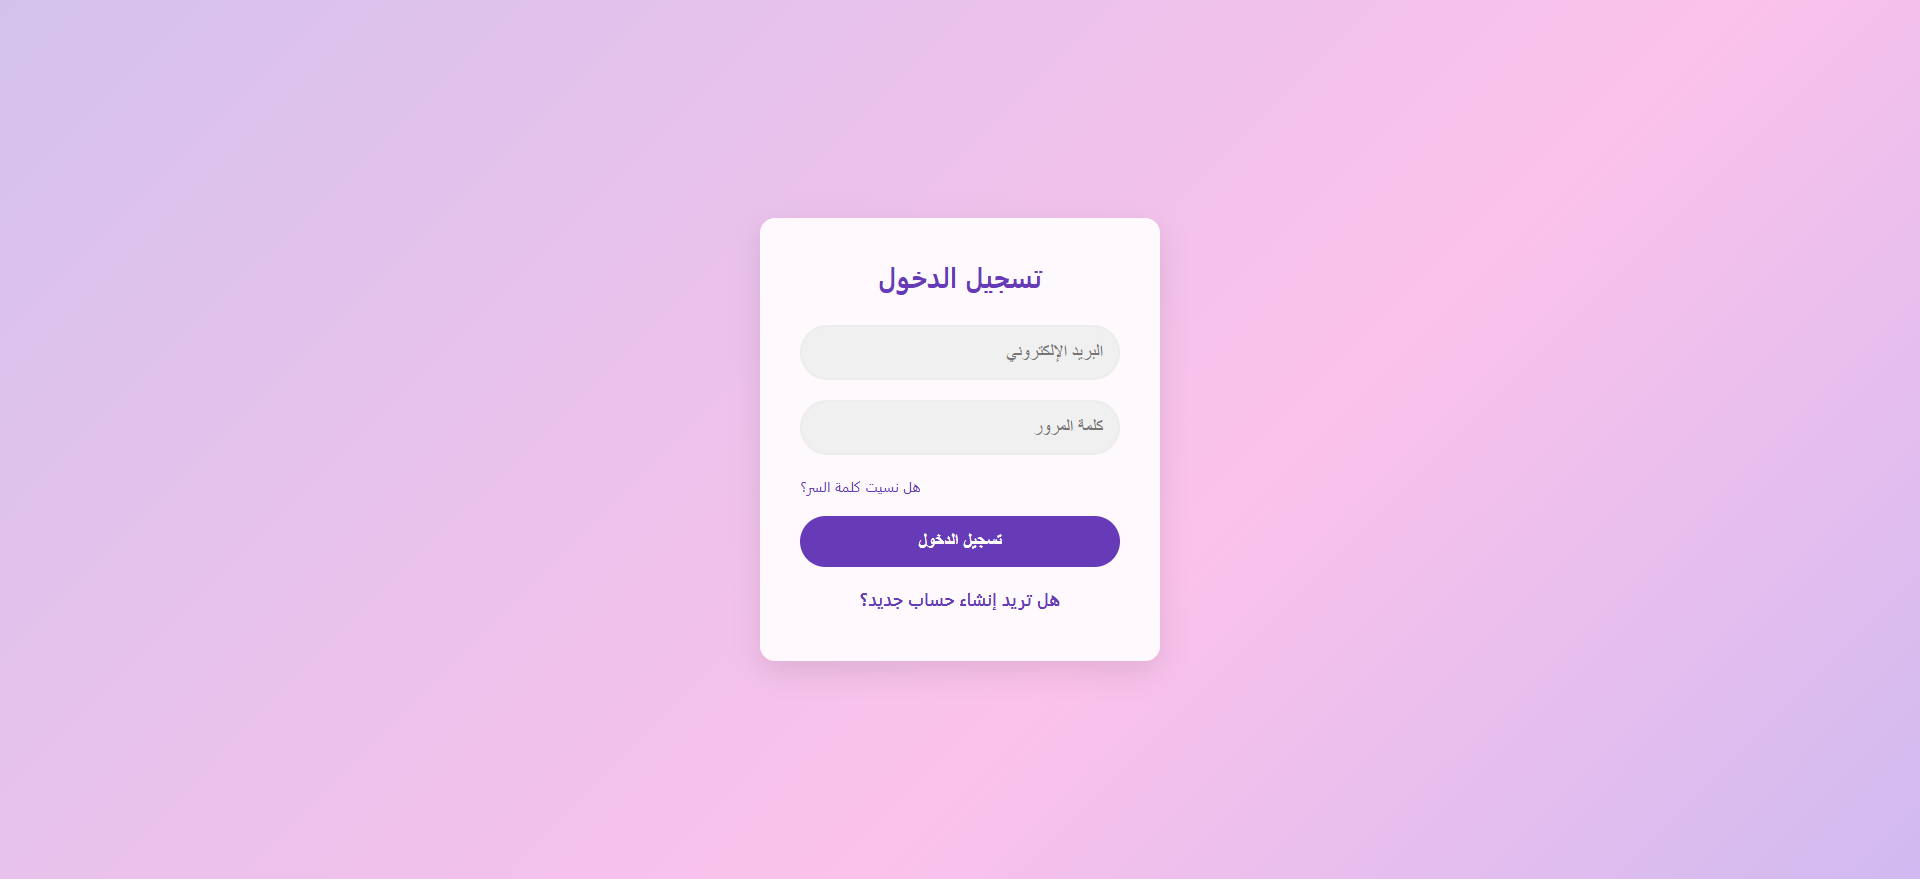 تسجيل الدخول
البريد الإلكتروني
كلمة المرور
هل نسيت كلمة السر؟
تسجيل الدخول
هل تريد إنشاء حساب جديد؟